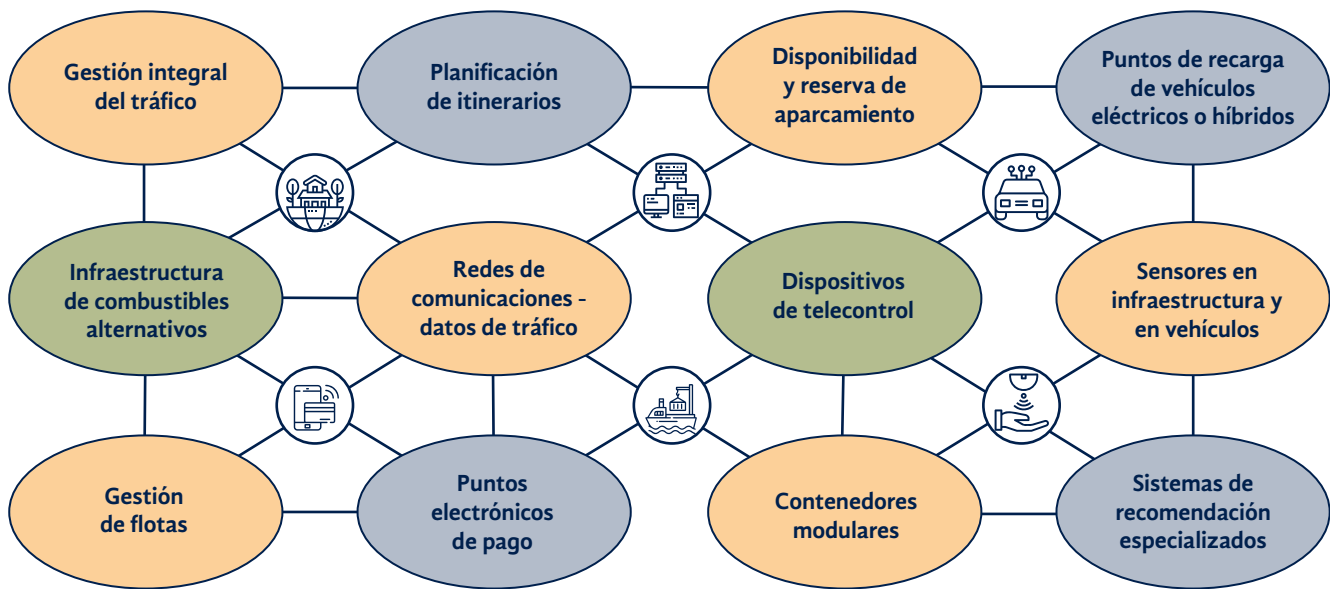 Gestión integral
del tráfico
Planificación
de itinerarios
Disponibilidad
y reserva de
aparcamiento
Puntos de recarga
de vehículos
eléctricos o híbridos
Infraestructura
de combustibles
alternativos
Redes de
comunicaciones -
datos de tráfico
Dispositivos
de telecontrol
Sensores en
infraestructura y
en vehículos
Gestión
de flotas
Puntos
electrónicos
de pago
Contenedores
modulares
Sistemas de
recomendación
especializados